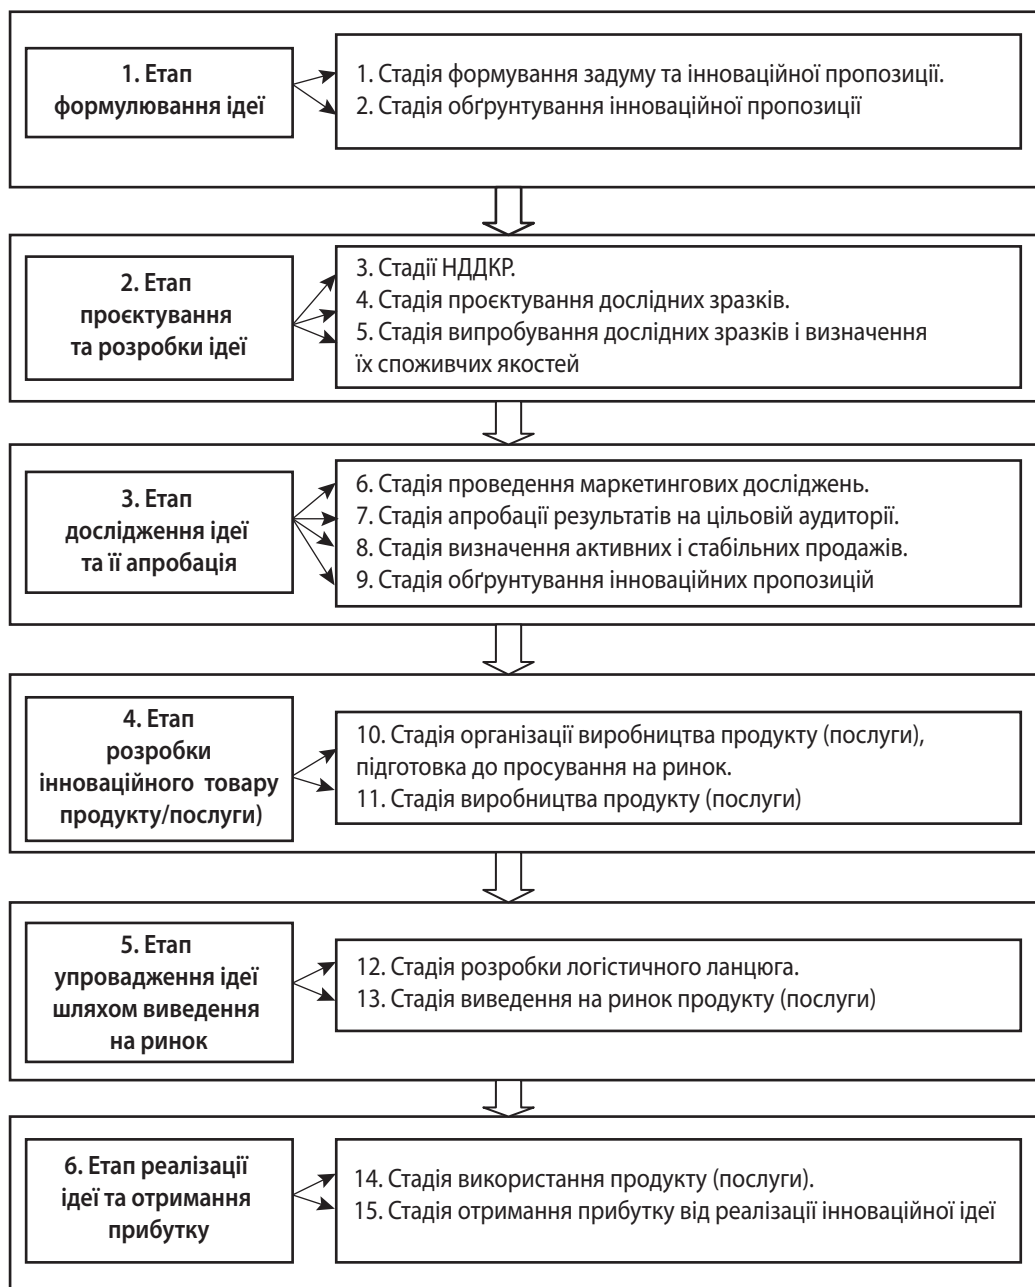 1. Етап
формулювання ідеї
1. Стадія формування задуму та інноваційної пропозиції.
2. Стадія обґрунтування інноваційної пропозиції
2. Етап
проєктування
та розробки ідеї
3. Стадії НДДКР.
4. Стадія проєктування дослідних зразків.
5. Стадія випробування дослідних зразків і визначення
їх споживчих якостей
3. Етап
дослідження ідеї
та її апробація
6. Стадія проведення маркетингових досліджень.
7. Стадія апробації результатів на цільовій аудиторії.
8. Стадія визначення активних і стабільних продажів.
9. Стадія обґрунтування інноваційних пропозицій
4. Етап
розробки
інноваційного товару
продукту/послуги)
10. Стадія організації виробництва продукту (послуги),
підготовка до просування на ринок.
11. Стадія виробництва продукту (послуги)
5. Етап
упровадження ідеї
шляхом виведення
на ринок
12. Стадія розробки логістичного ланцюга.
13. Стадія виведення на ринок продукту (послуги)
6. Етап реалізації
ідеї та отримання
прибутку
14. Стадія використання продукту (послуги).
15. Стадія отримання прибутку від реалізації інноваційної ідеї